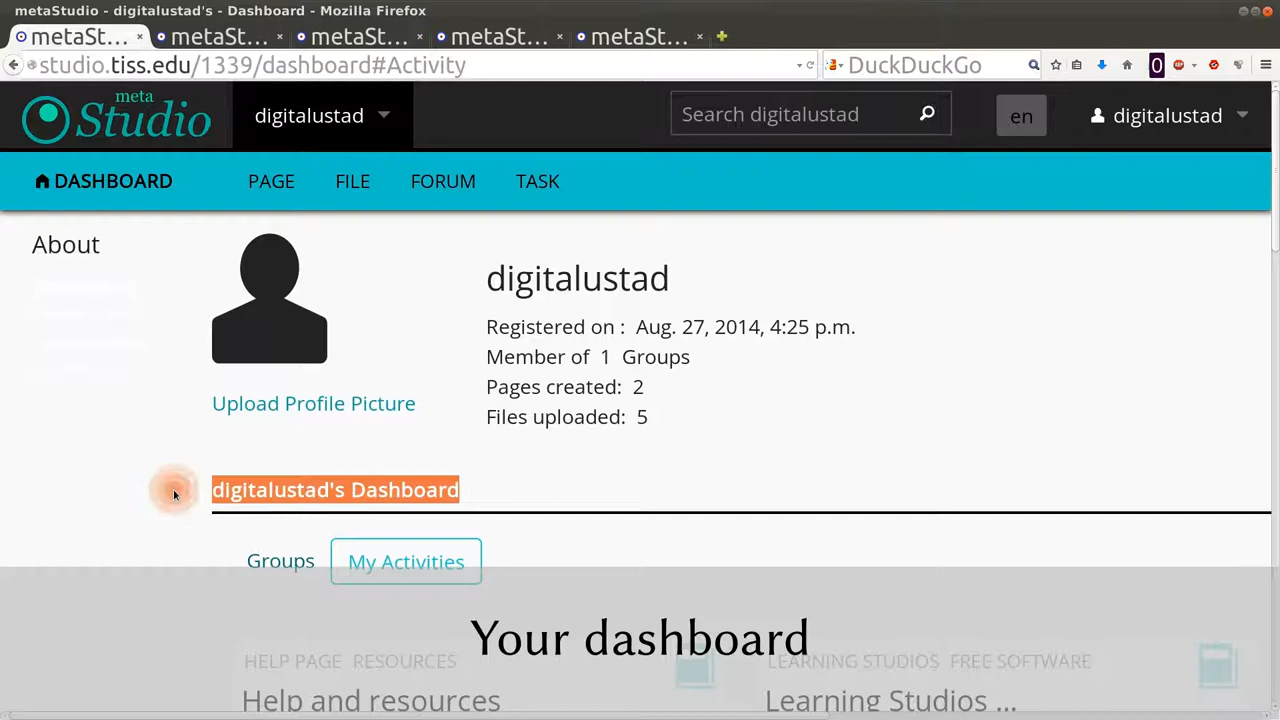 metaStudio - digitalustad's - Dashboard - Mozilla Firefox
metaSt... metaSt... metaSt... metaSt... metaSt...
studio.tiss.edu/1339/dashboard#Activity DuckDuckGo
meta
Studio digitalustad Search digitalustad en digitalustad
DASHBOARD PAGE FILE FORUM TASK
About
digitalustad
Registered on : Aug. 27, 2014, 4:25 p.m.
Member of 1 Groups
Pages created: 2
Upload Profile Picture
Files uploaded: 5
digitalustad's Dashboard
Groups My Activities
Your dashboard
HELP PAGE RESOURCES LEARNING STUDIOS FREE SOFTWARE
Help and resources Learning Studios ...